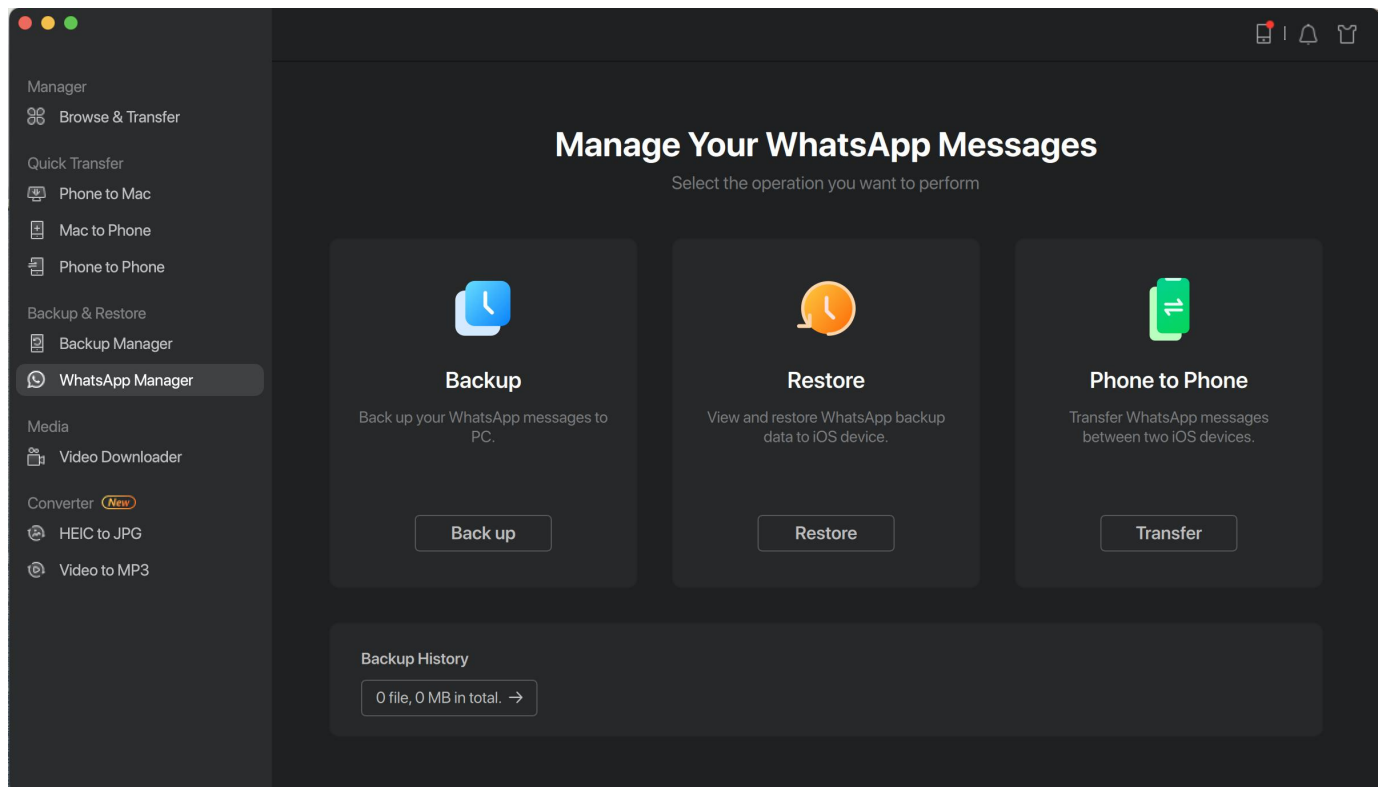 Manager
Browse & Transfer
Quick Transfer
Phone to Mac
Mac to Phone
Phone to Phone
Backup & Restore
Backup Manager
WhatsApp Manager
Media
Video Downloader
Converter New
HEIC to JPG
Video to MP3
Manage Your WhatsApp Messages
Select the operation you want to perform
Backup
Back up your WhatsApp messages to
PC.
Back up
Restore
View and restore WhatsApp backup
data to iOS device.
Restore
Phone to Phone
Transfer WhatsApp messages
between two iOS devices.
Transfer
Backup History
0 file, 0 MB in total. →